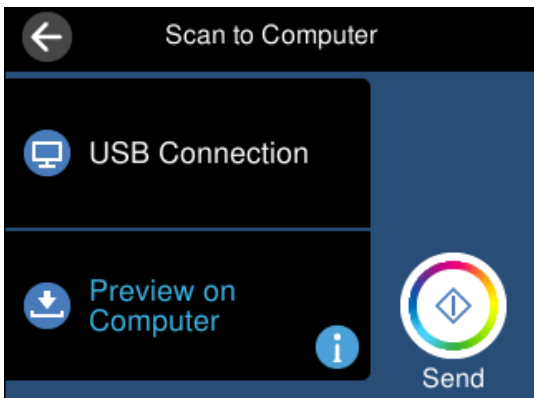 Scan to Computer
USB Connection
Preview on
Computer
i
Send